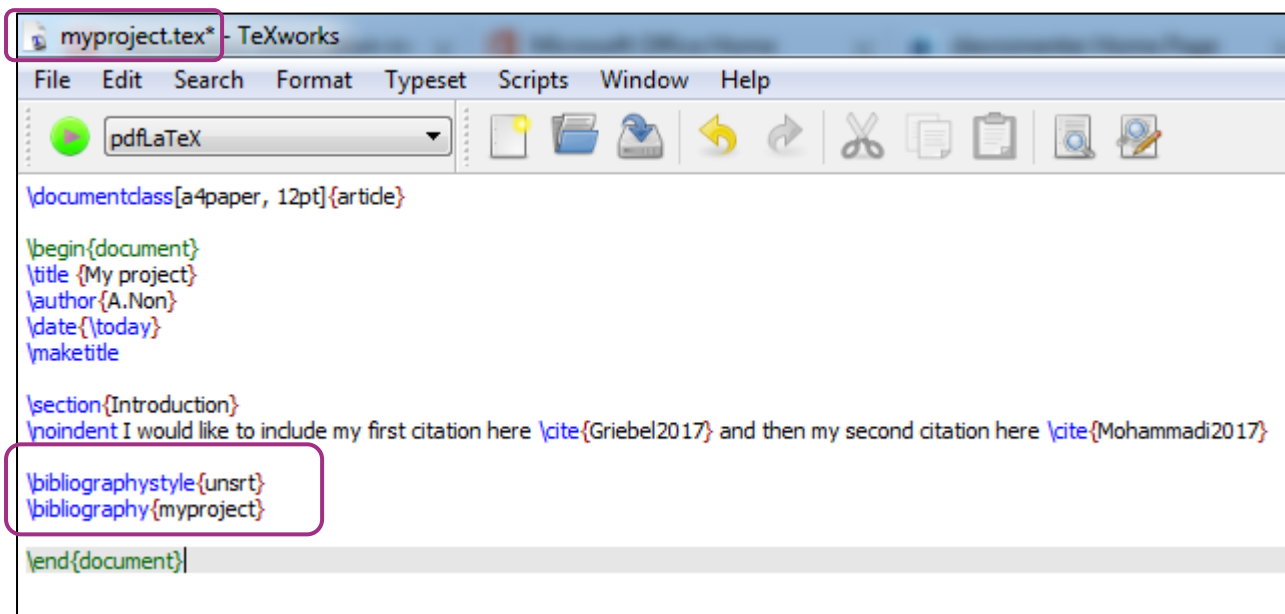 myproject.tex* - TeXworks
File Edit Search Format Typeset Scripts Window Help
pdfLaTeX
\documentclass[a4paper, 12pt]{article}
\begin{document}
\title {My project}
\author{A.Non}
\date{\today}
\maketitle
\section{Introduction}
\noindent I would like to include my first citation here \cite{Griebel2017} and then my second citation here \cite{Mohammadi2017}
\bibliographystyle{unsrt}
\bibliography{myproject}
\end{document}